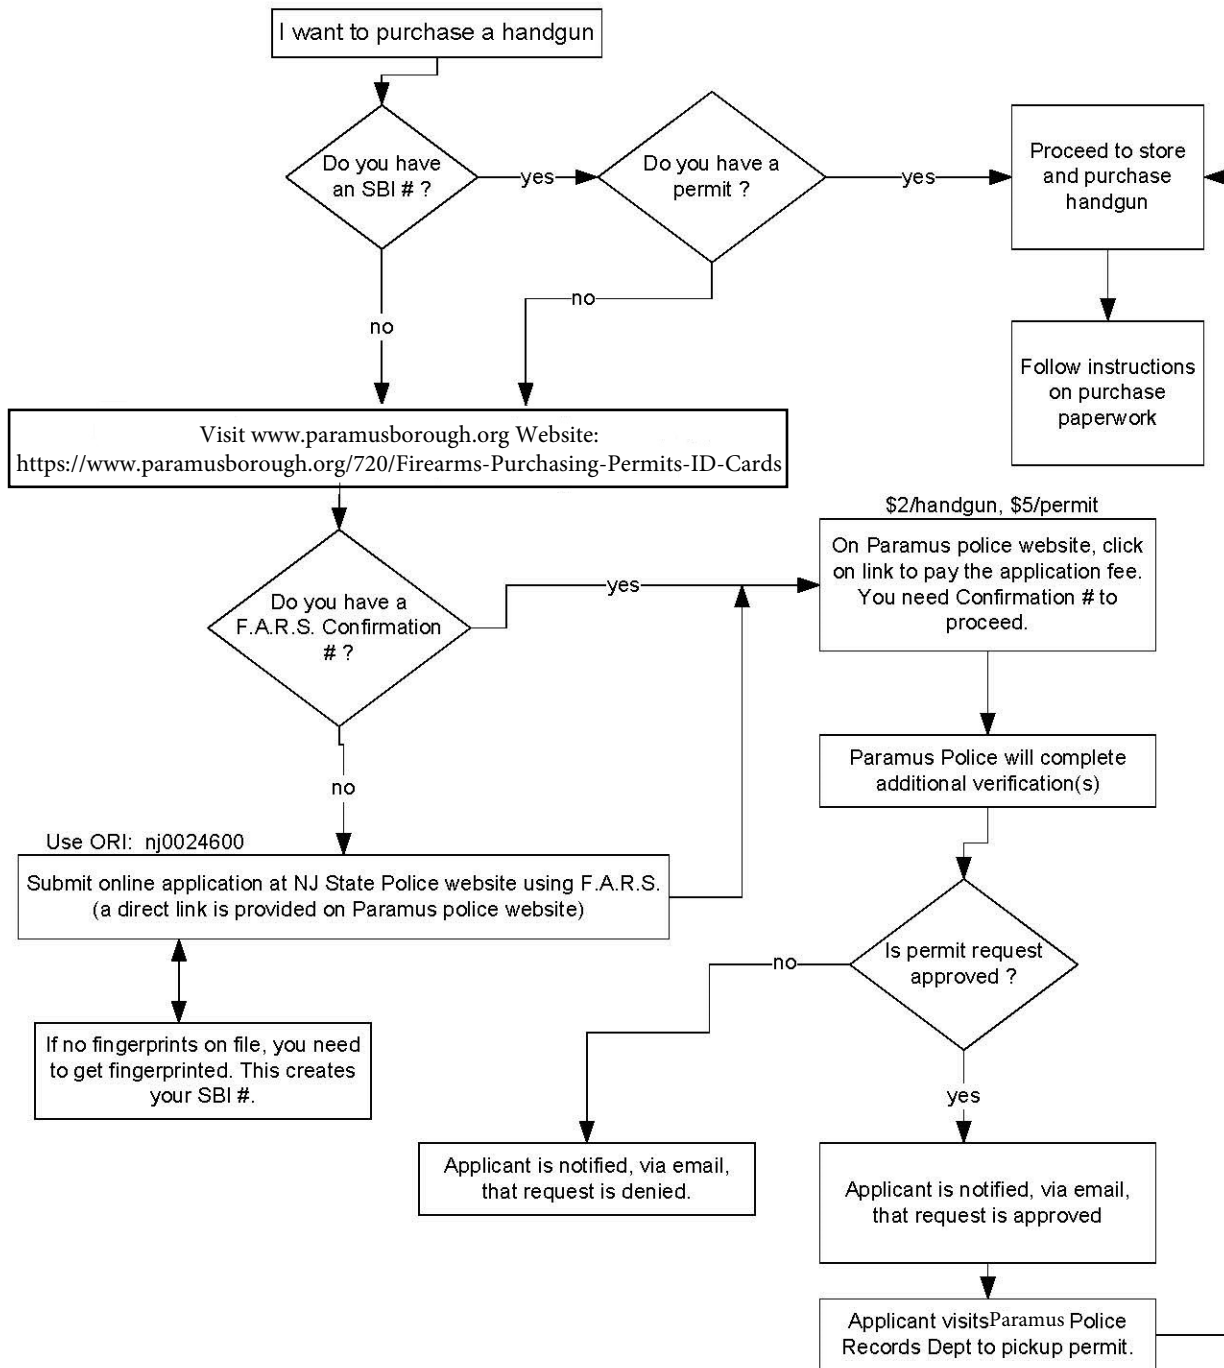 I want to purchase a handgun
Do you have
an SBI # ?
yes
Do you have a
permit ?
yes
Proceed to store
and purchase
handgun
no
no
Follow instructions
on purchase
paperwork
Visit www.paramusborough.org Website:
https://www.paramusborough.org/720/Firearms-Purchasing-Permits-ID-Cards
$2/handgun, $5/permit
On Paramus police website, click
on link to pay the application fee.
You need Confirmation # to
proceed.
yes
Do you have a
F.A.R.S. Confirmation
# ?
no
Paramus Police will complete
additional verification(s)
Use ORI: nj0024600
Submit online application at NJ State Police website using F.A.R.S.
(a direct link is provided on Paramus police website)
Is permit request
approved ?
no
If no fingerprints on file, you need
to get fingerprinted. This creates
your SBI #.
yes
Applicant is notified, via email,
that request is denied.
Applicant is notified, via email,
that request is approved
Applicant visitsParamus Police
Records Dept to pickup permit.